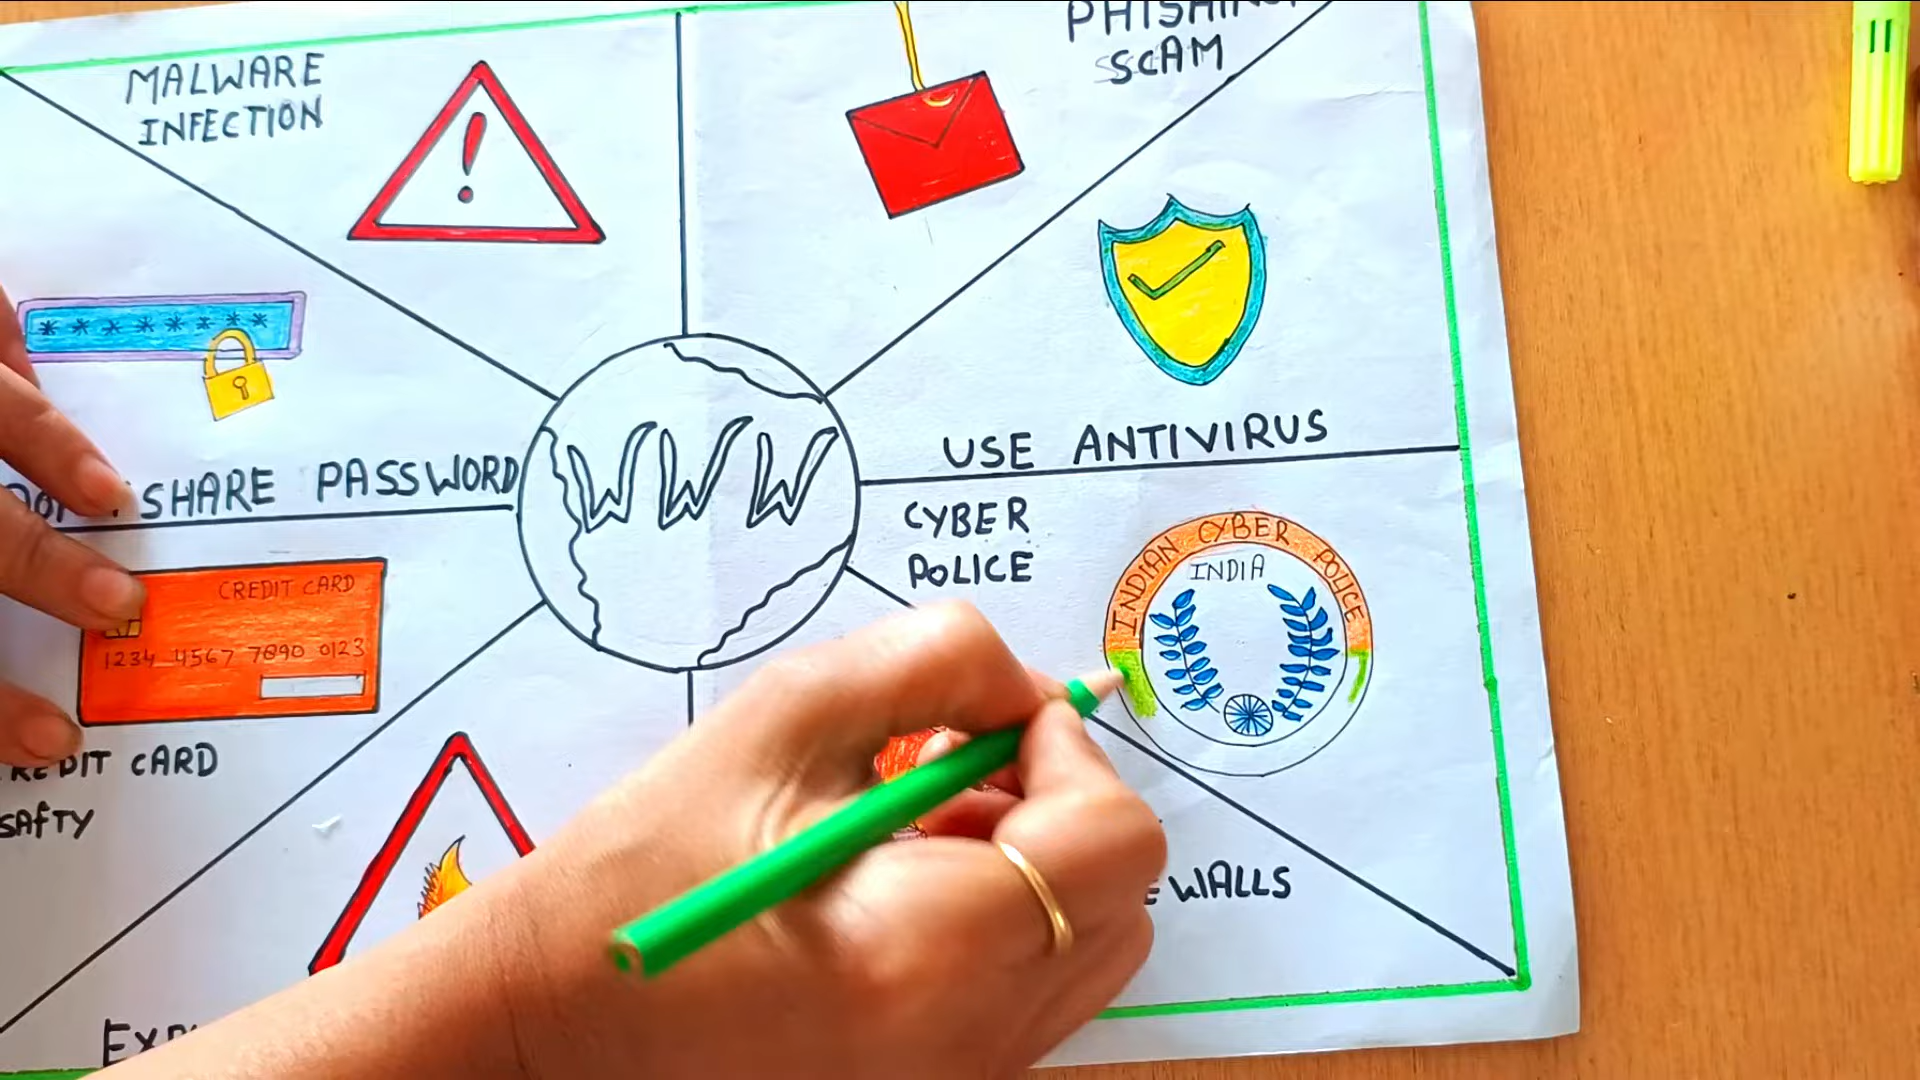 MALWARE
INFECTION
SCAM
* * * * * * * *
SHARE PASSWORD
WWW
USE ANTIVIRUS
CYBER
POLICE
INDIAN CYBER POLICE
INDIA
CREDIT CARD
1234 4567 7890 0123
CARD
SAfTY
WALLS